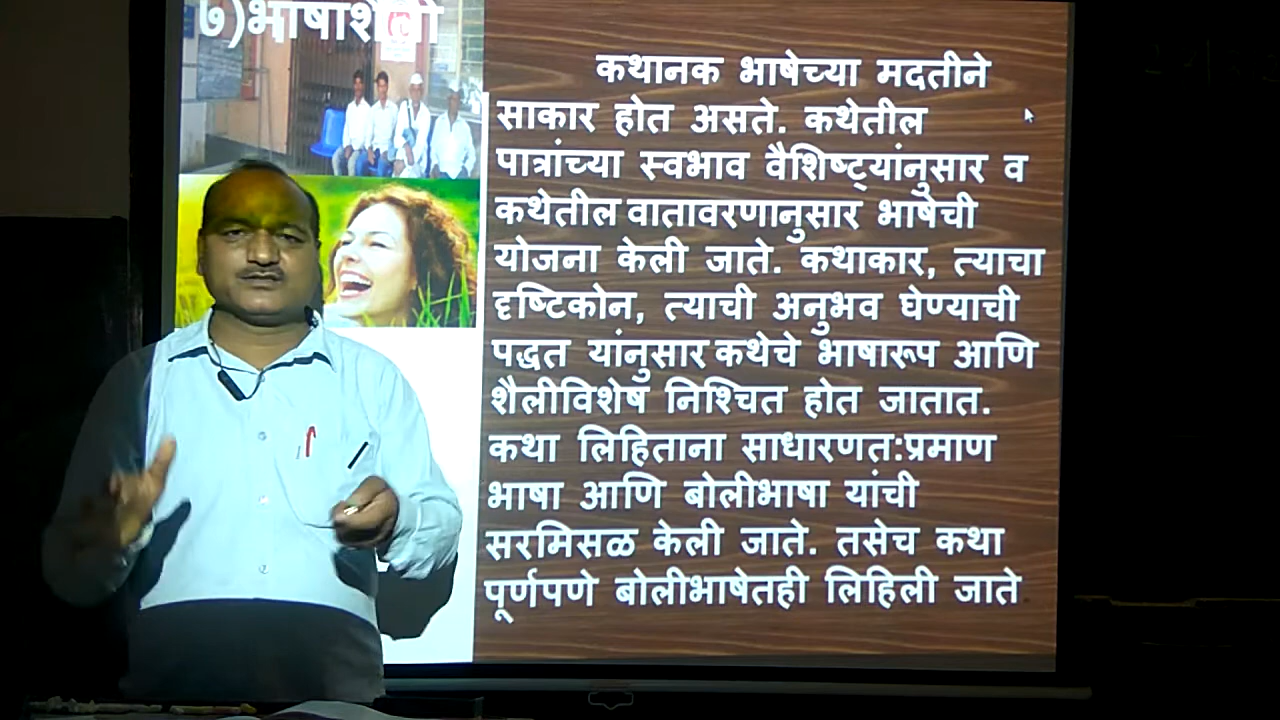 ७)भाषाशैली
कथानक भाषेच्या मदतीने
साकार होत असते. कथेतील
पात्रांच्या स्वभाव वैशिष्ट्यांनुसार व
कथेतील वातावरणानुसार भाषेची
योजना केली जाते. कथाकार, त्याचा
दृष्टिकोन, त्याची अनुभव घेण्याची
पद्धत यांनुसार कथेचे भाषारूप आणि
शैलीविशेष निश्चित होत जातात.
कथा लिहिताना साधारणत:प्रमाण
भाषा आणि बोलीभाषा यांची
सरमिसळ केली जाते. तसेच कथा
पूर्णपणे बोलीभाषेतही लिहिली जाते.